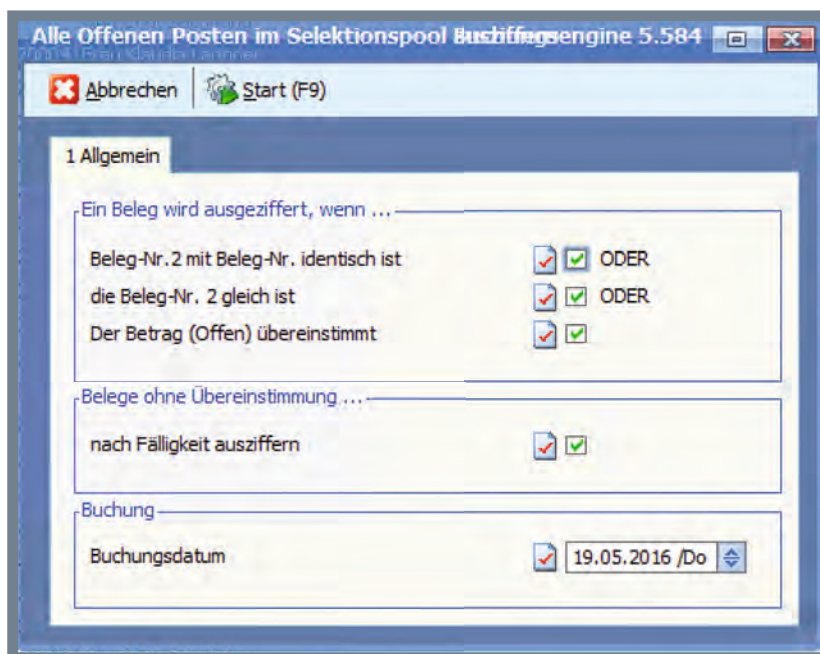 Alle Offenen Posten im Selektionspool 5.584
Abbrechen Start (F9)
1 Allgemein
Ein Beleg wird ausgeziffert, wenn ...
Beleg-Nr.2 mit Beleg-Nr. identisch ist ODER
die Beleg-Nr. 2 gleich ist ODER
Der Betrag (Offen) übereinstimmt
Belege ohne Übereinstimmung ...
nach Fälligkeit ausziffern
Buchung
Buchungsdatum 19.05.2016 /Do